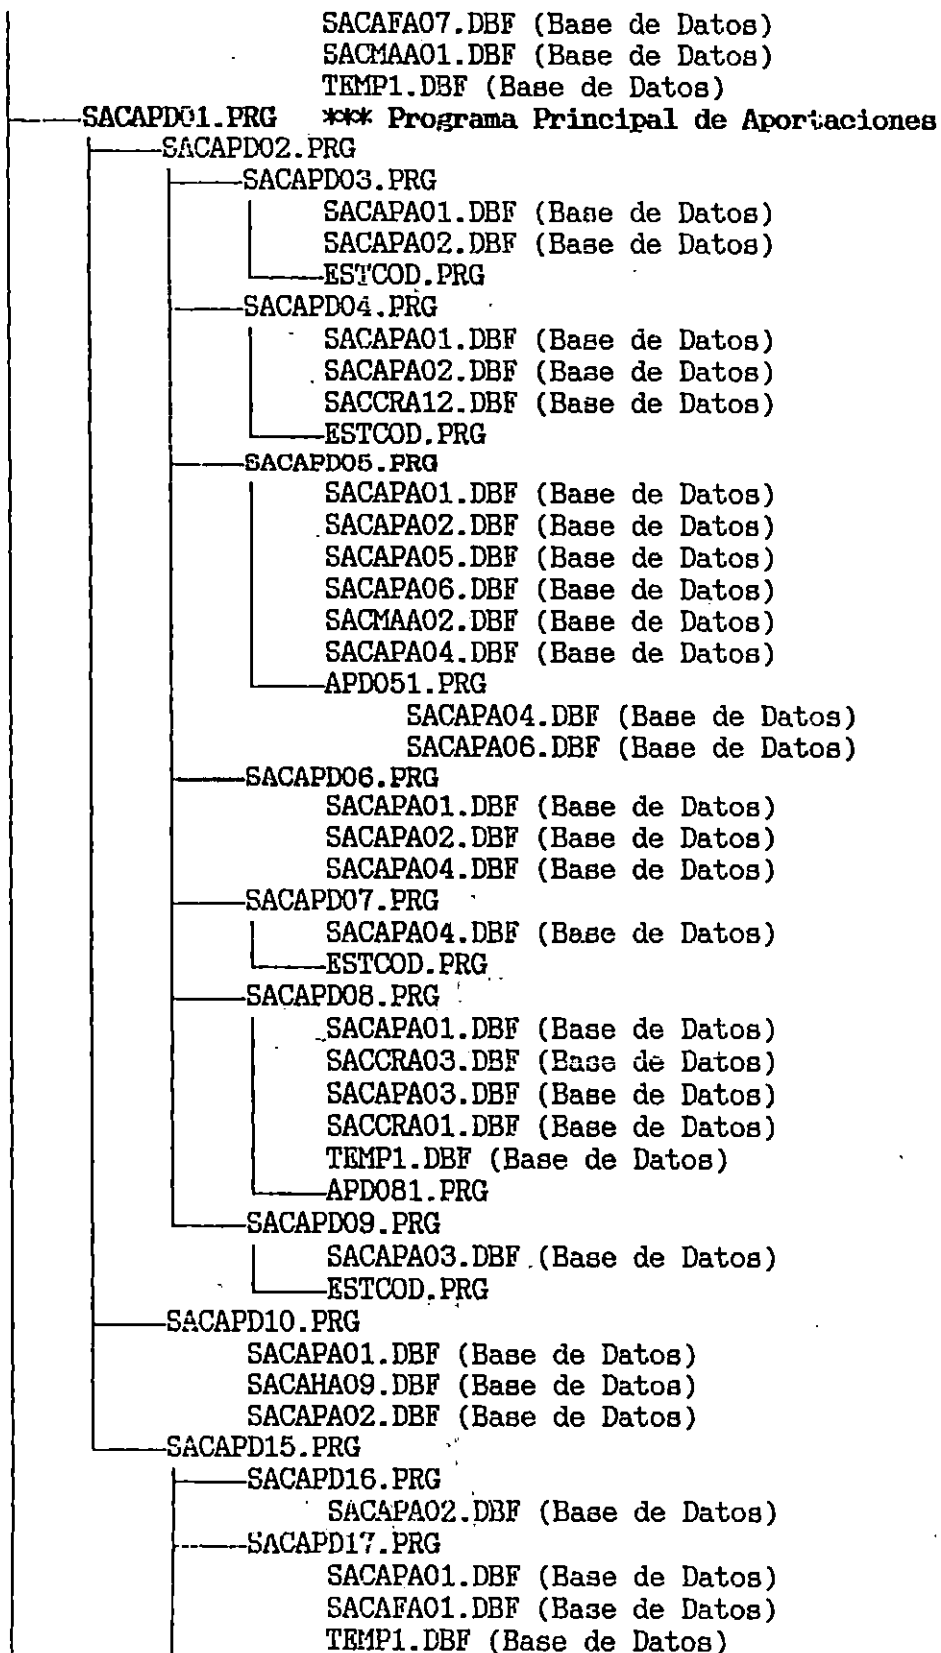 SACAFA07.DBF (Base de Datos)
SACMAA01.DBF (Base de Datos)
TEMP1.DBF (Base de Datos)
SACAPD01.PRG *** Programa Principal de Aportaciones
SACAPD02.PRG
SACAPD03.PRG
SACAPA01.DBF (Base de Datos)
SACAPA02.DBF (Base de Datos)
ESTCOD.PRG
SACAPD04.PRG
SACAPA01.DBF (Base de Datos)
SACAPA02.DBF (Base de Datos)
SACCRA12.DBF (Base de Datos)
ESTCOD.PRG
SACAPD05.PRG
SACAPA01.DBF (Base de Datos)
SACAPA02.DBF (Base de Datos)
SACAPA05.DBF (Base de Datos)
SACAPA06.DBF (Base de Datos)
SACMAA02.DBF (Base de Datos)
SACAPA04.DBF (Base de Datos)
APD051.PRG
SACAPA04.DBF (Base de Datos)
SACAPA06.DBF (Base de Datos)
SACAPD06.PRG
SACAPA01.DBF (Base de Datos)
SACAPA02.DBF (Base de Datos)
SACAPA04.DBF (Base de Datos)
SACAPD07.PRG
SACAPA04.DBF (Base de Datos)
ESTCOD.PRG
SACAPD08.PRG
SACAPA01.DBF (Base de Datos)
SACCRA03.DBF (Base de Datos)
SACAPA03.DBF (Base de Datos)
SACCRA01.DBF (Base de Datos)
TEMP1.DBF (Base de Datos)
APD081.PRG
SACAPD09.PRG
SACAPA03.DBF (Base de Datos)
ESTCOD.PRG
SACAPD10.PRG
SACAPA01.DBF (Base de Datos)
SACAHA09.DBF (Base de Datos)
SACAPA02.DBF (Base de Datos)
SACAPD15.PRG
SACAPD16.PRG
SACAPA02.DBF (Base de Datos)
SACAPD17.PRG
SACAPA01.DBF (Base de Datos)
SACAFA01.DBF (Base de Datos)
TEMP1.DBF (Base de Datos)